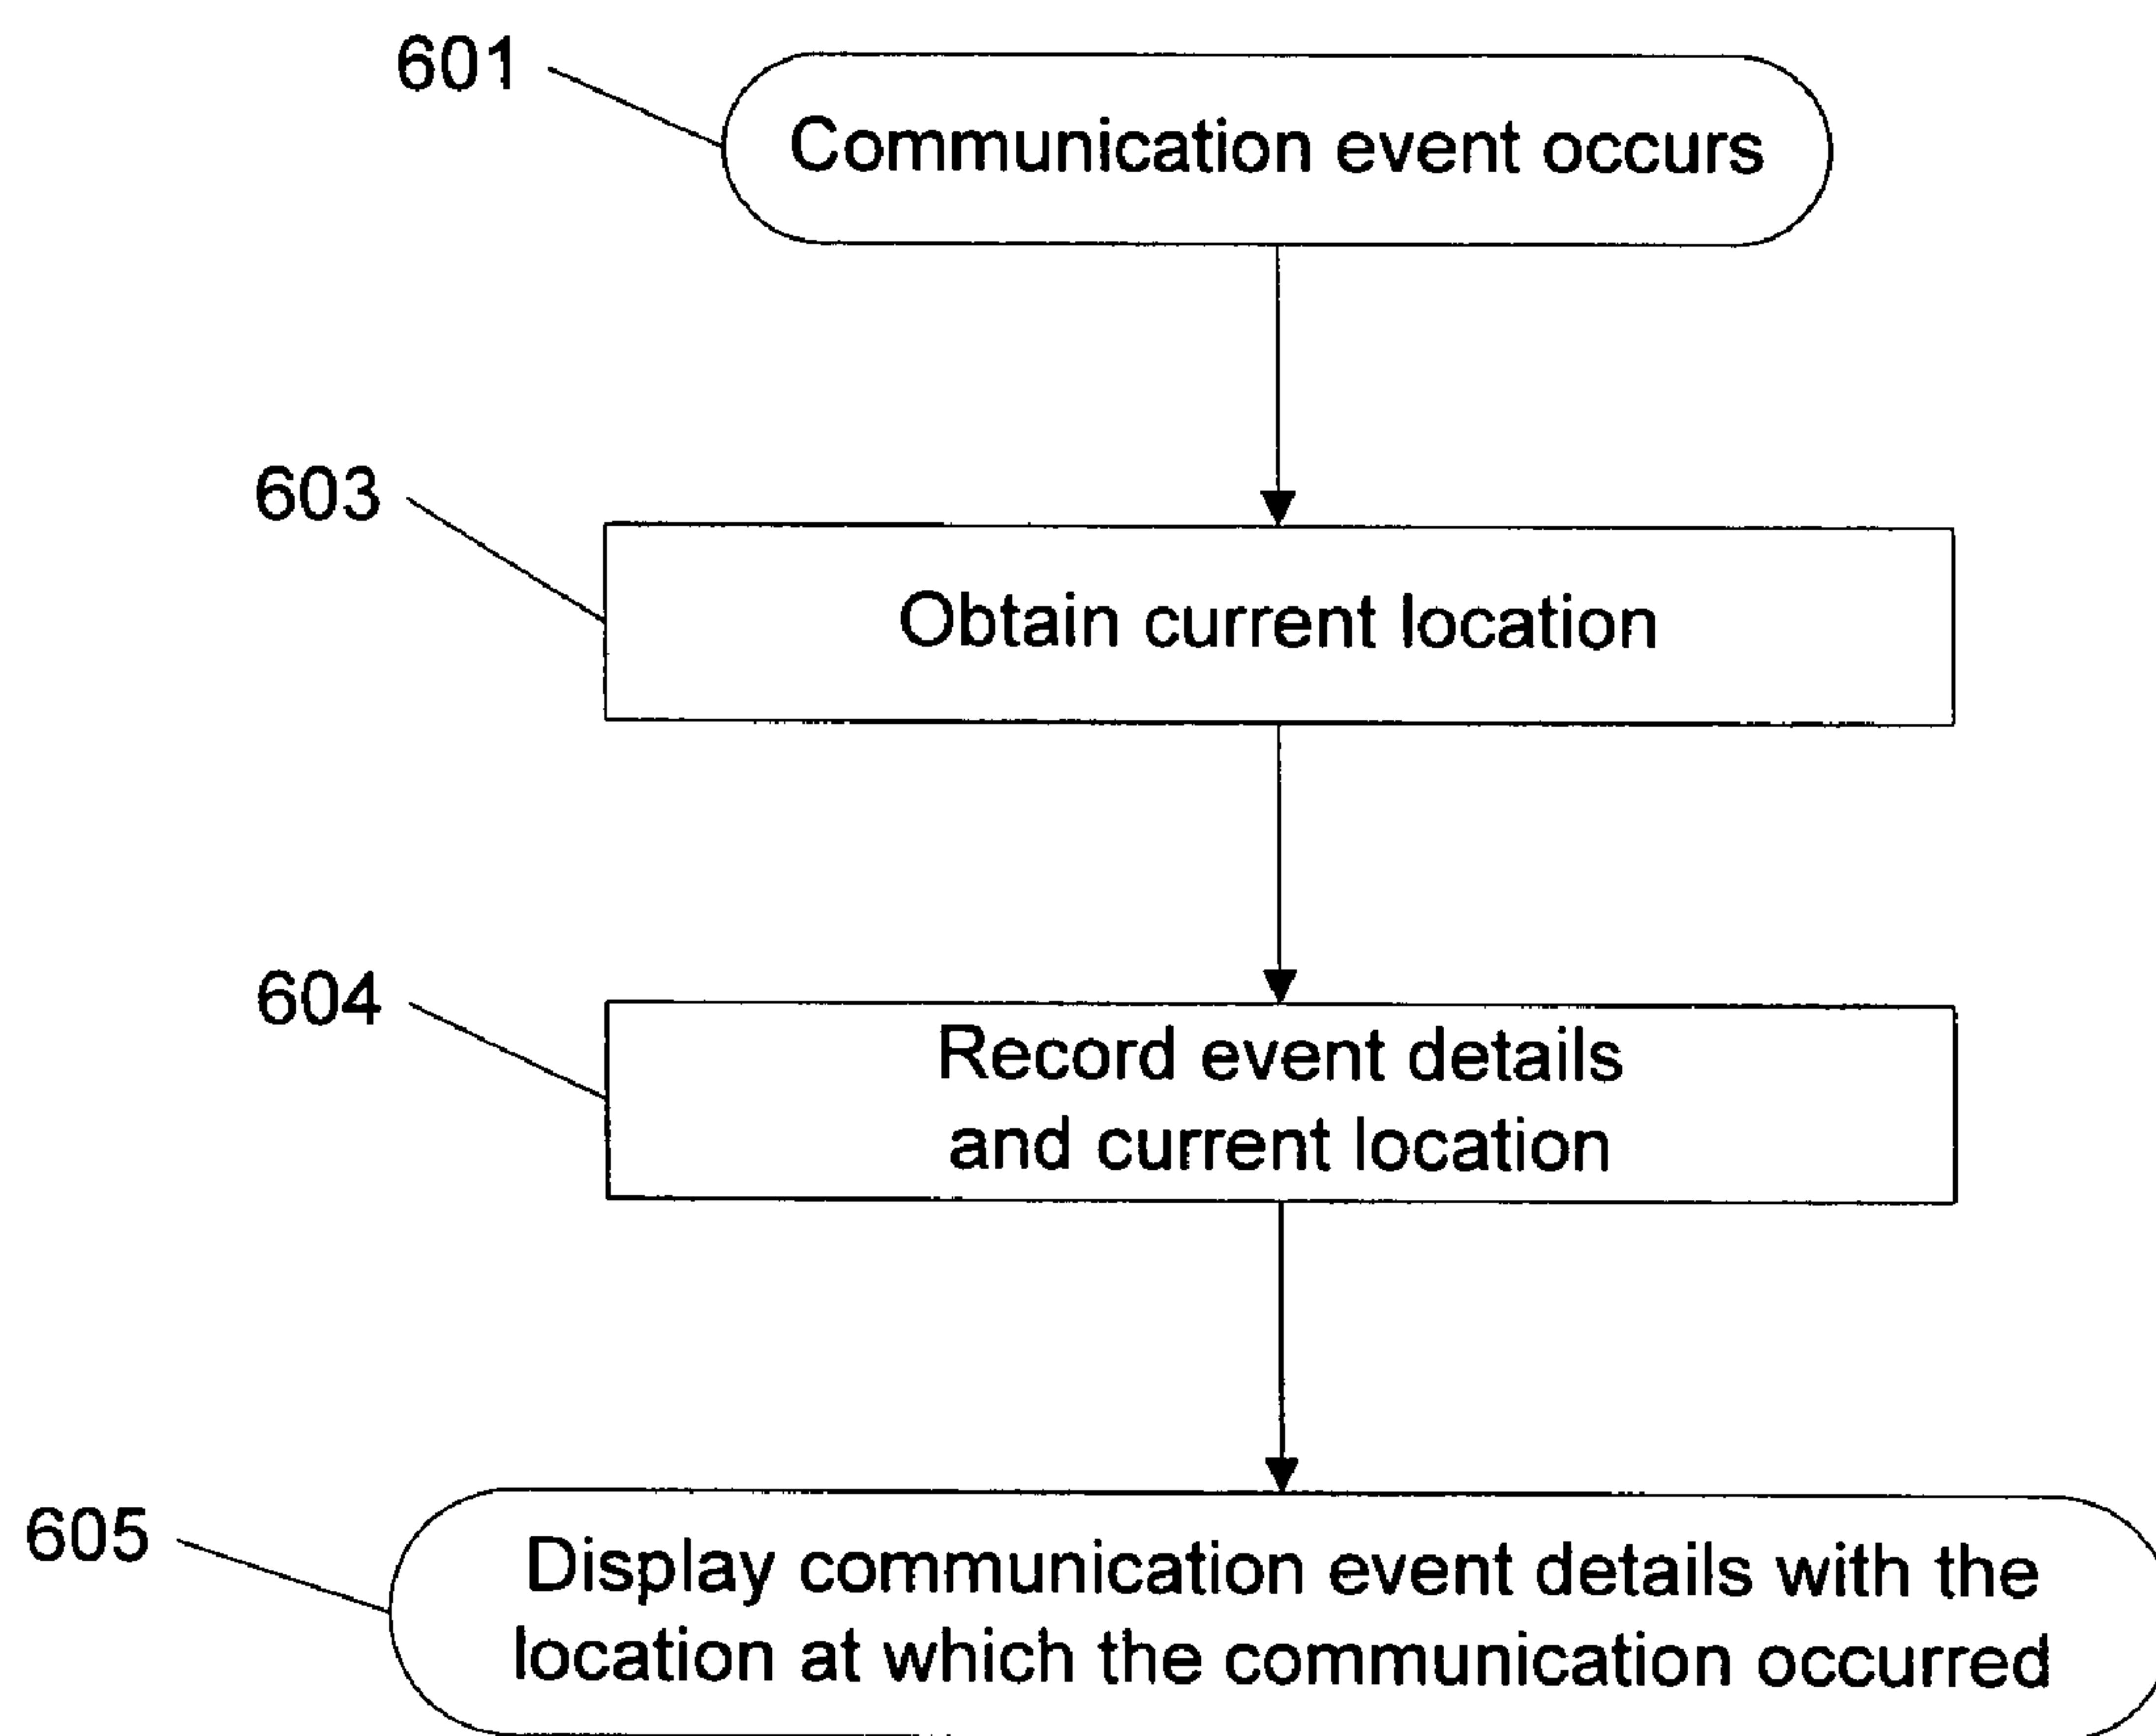 601
Communication event occurs
603
Obtain current location
604
Record event details
and current location
605
Display communication event details with the
location at which the communication occurred